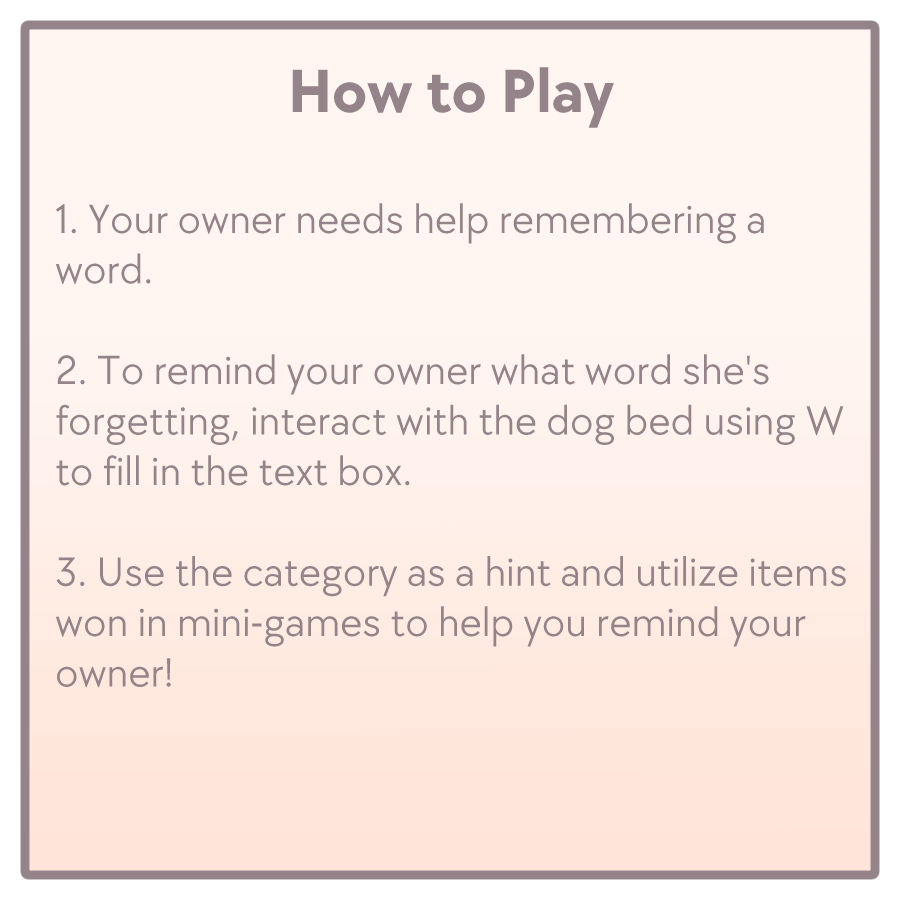 How to Play
1. Your owner needs help remembering a
word.
2. To remind your owner what word she's
forgetting, interact with the dog bed using W
to fill in the text box.
3. Use the category as a hint and utilize items
won in mini-games to help you remind your
owner!